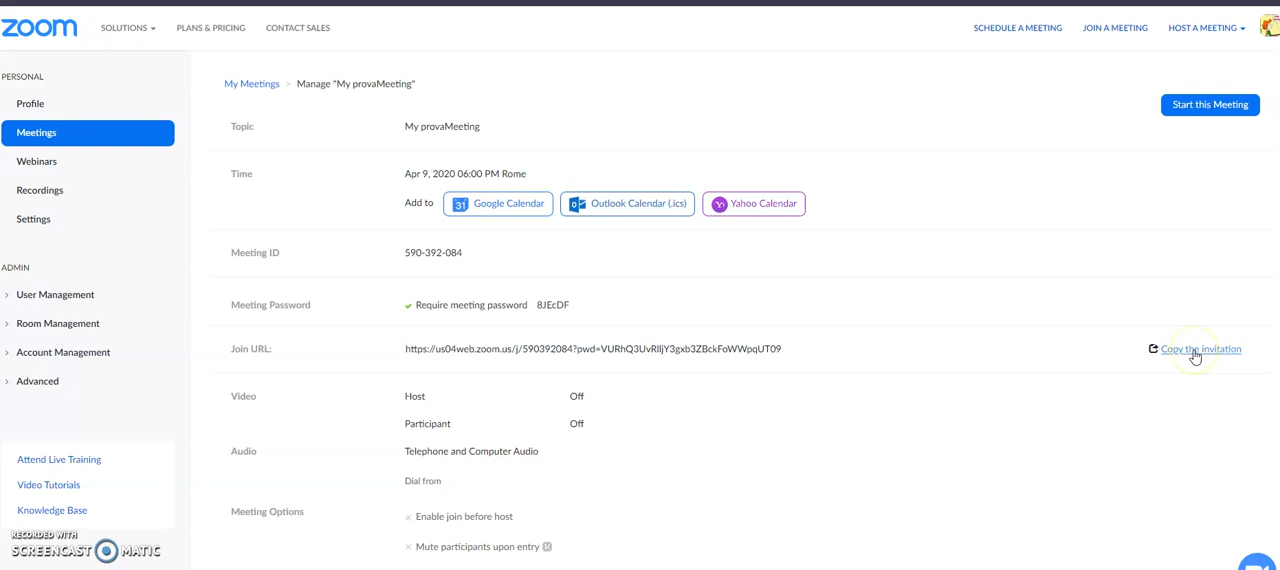 zoom SOLUTIONS PLANS & PRICING CONTACT SALES SCHEDULE A MEETING JOIN A MEETING HOST A MEETING
PERSONAL
Profile
Meetings
Webinars
Recordings
Settings
ADMIN
User Management
Room Management
Account Management
Advanced
Attend Live Training
Video Tutorials
Knowledge Base
RECORDED WITH
SCREENCAST MATIC
My Meetings > Manage "My provaMeeting"
Start this Meeting
Topic My provaMeeting
Time Apr 9, 2020 06:00 PM Rome
Add to 31 Google Calendar Outlook Calendar (.ics) Yahoo Calendar
Meeting ID 590-392-084
Meeting Password Require meeting password 8JEcDF
Join URL: https://us04web.zoom.us/j/590392084?pwd=VURhQ3UvRlljY3gxb3ZBckFoWWpqUT09 Copy the invitation
Video Host Off
Participant Off
Audio Telephone and Computer Audio
Dial from
Meeting Options Enable join before host
Mute participants upon entry